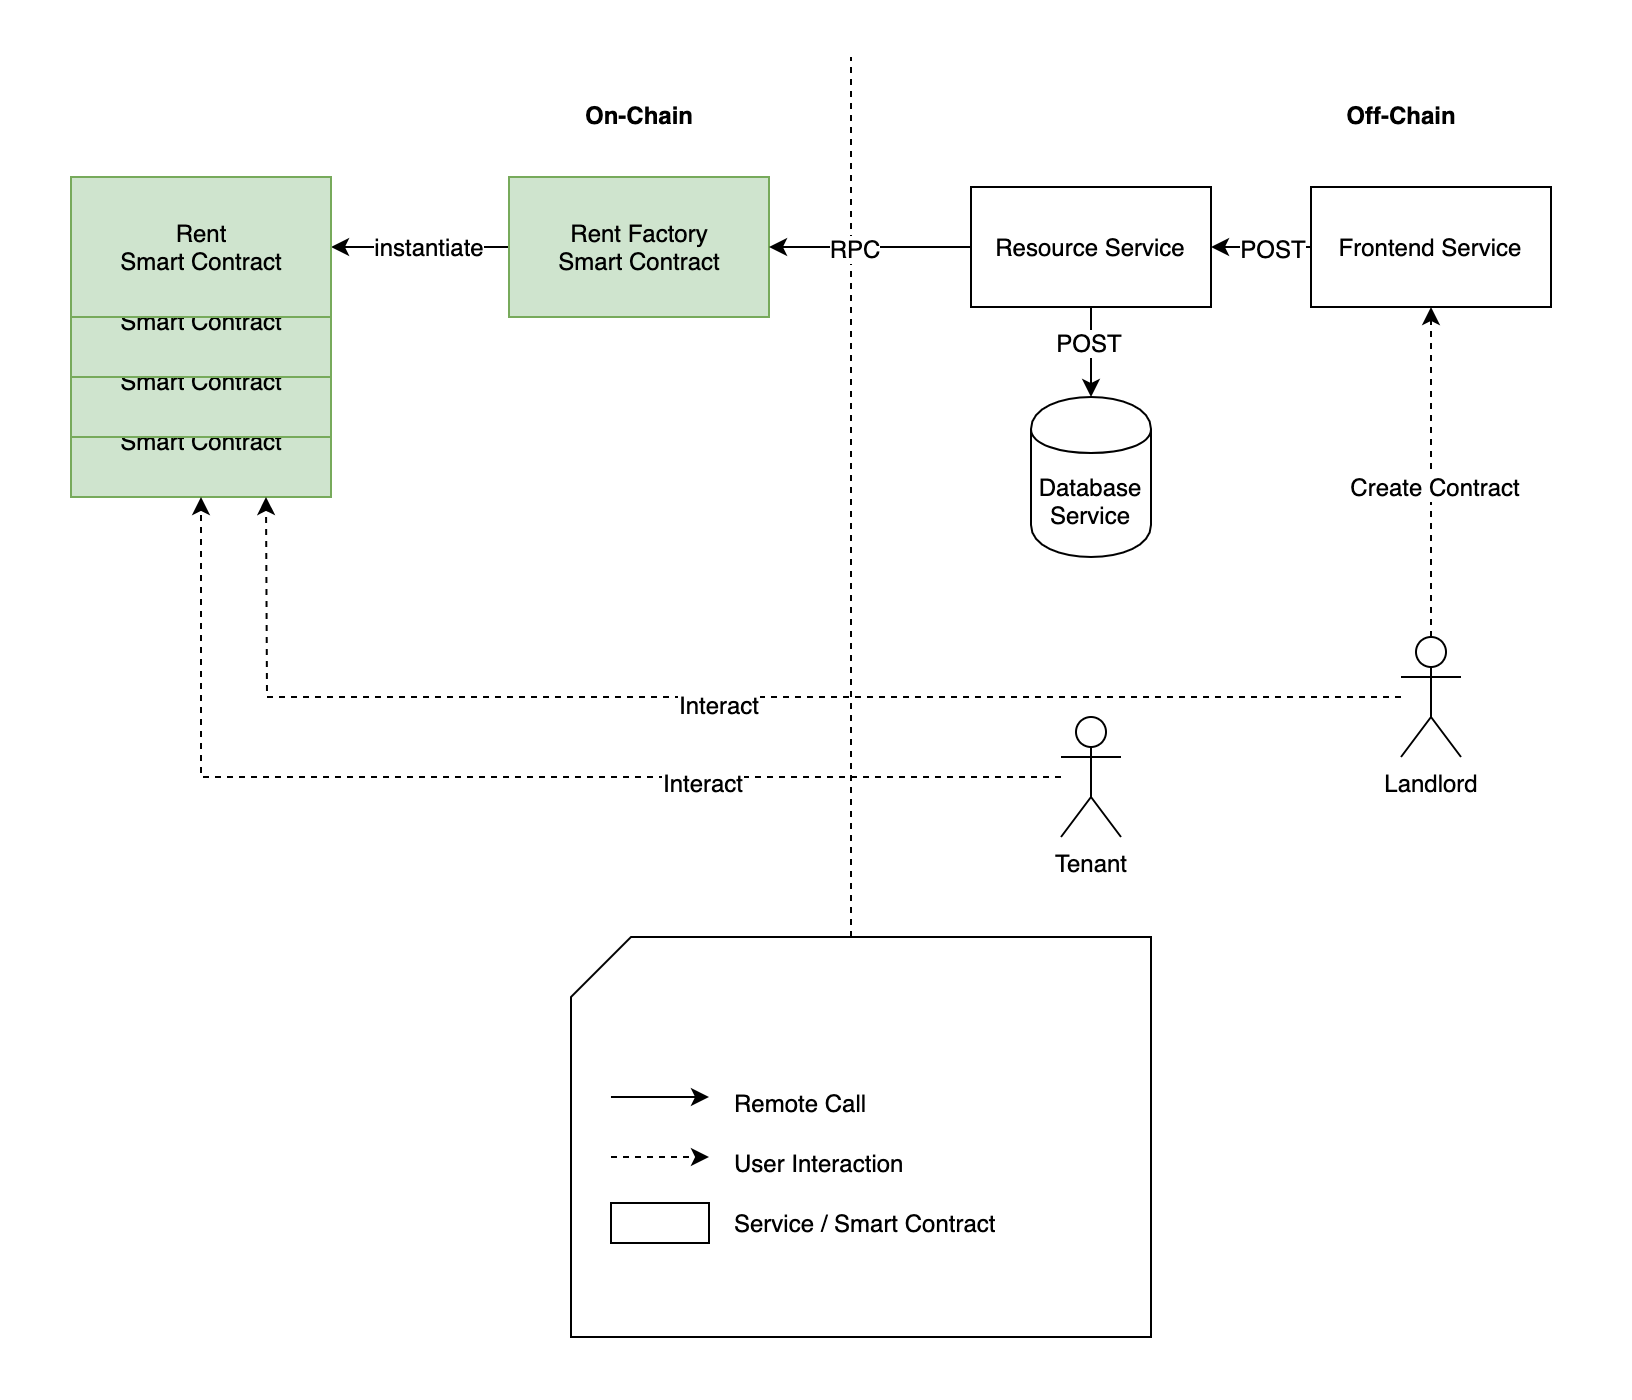 On-Chain
Off-Chain
Rent
Smart Contract
instantiate
Rent Factory
Smart Contract
RPC
Resource Service
POST
Frontend Service
Smart Contract
Smart Contract
Smart Contract
POST
Database
Service
Create Contract
Interact
Interact
Landlord
Tenant
Remote Call
User Interaction
Service / Smart Contract